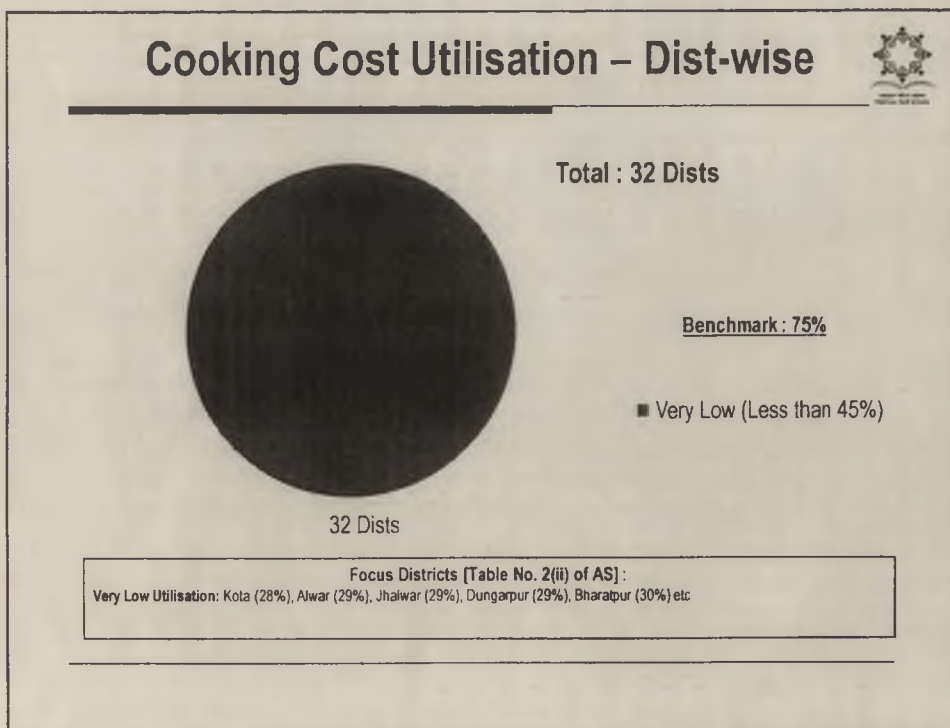 Cooking Cost Utilisation – Dist-wise
Total : 32 Dists
Benchmark : 75%
■ Very Low (Less than 45%)
32 Dists
Focus Districts [Table No. 2(ii) of AS] :
Very Low Utilisation: Kota (28%), Alwar (29%), Jhalwar (29%), Dungarpur (29%), Bharatpur (30%) etc